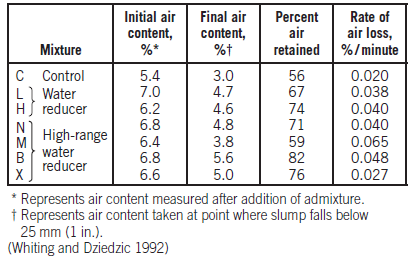 Mixture Initial air content, %* Final air content, %† Percent air retained Rate of air loss, %/minute
C Control 5.4 3.0 56 0.020
L Water 7.0 4.7 67 0.038
H reducer 6.2 4.6 74 0.040
N High-range 6.8 4.8 71 0.040
M water 6.4 3.8 59 0.065
B reducer 6.8 5.6 82 0.048
X 6.6 5.0 76 0.027
* Represents air content measured after addition of admixture.
† Represents air content taken at point where slump falls below
25 mm (1 in.).
(Whiting and Dziedzic 1992)